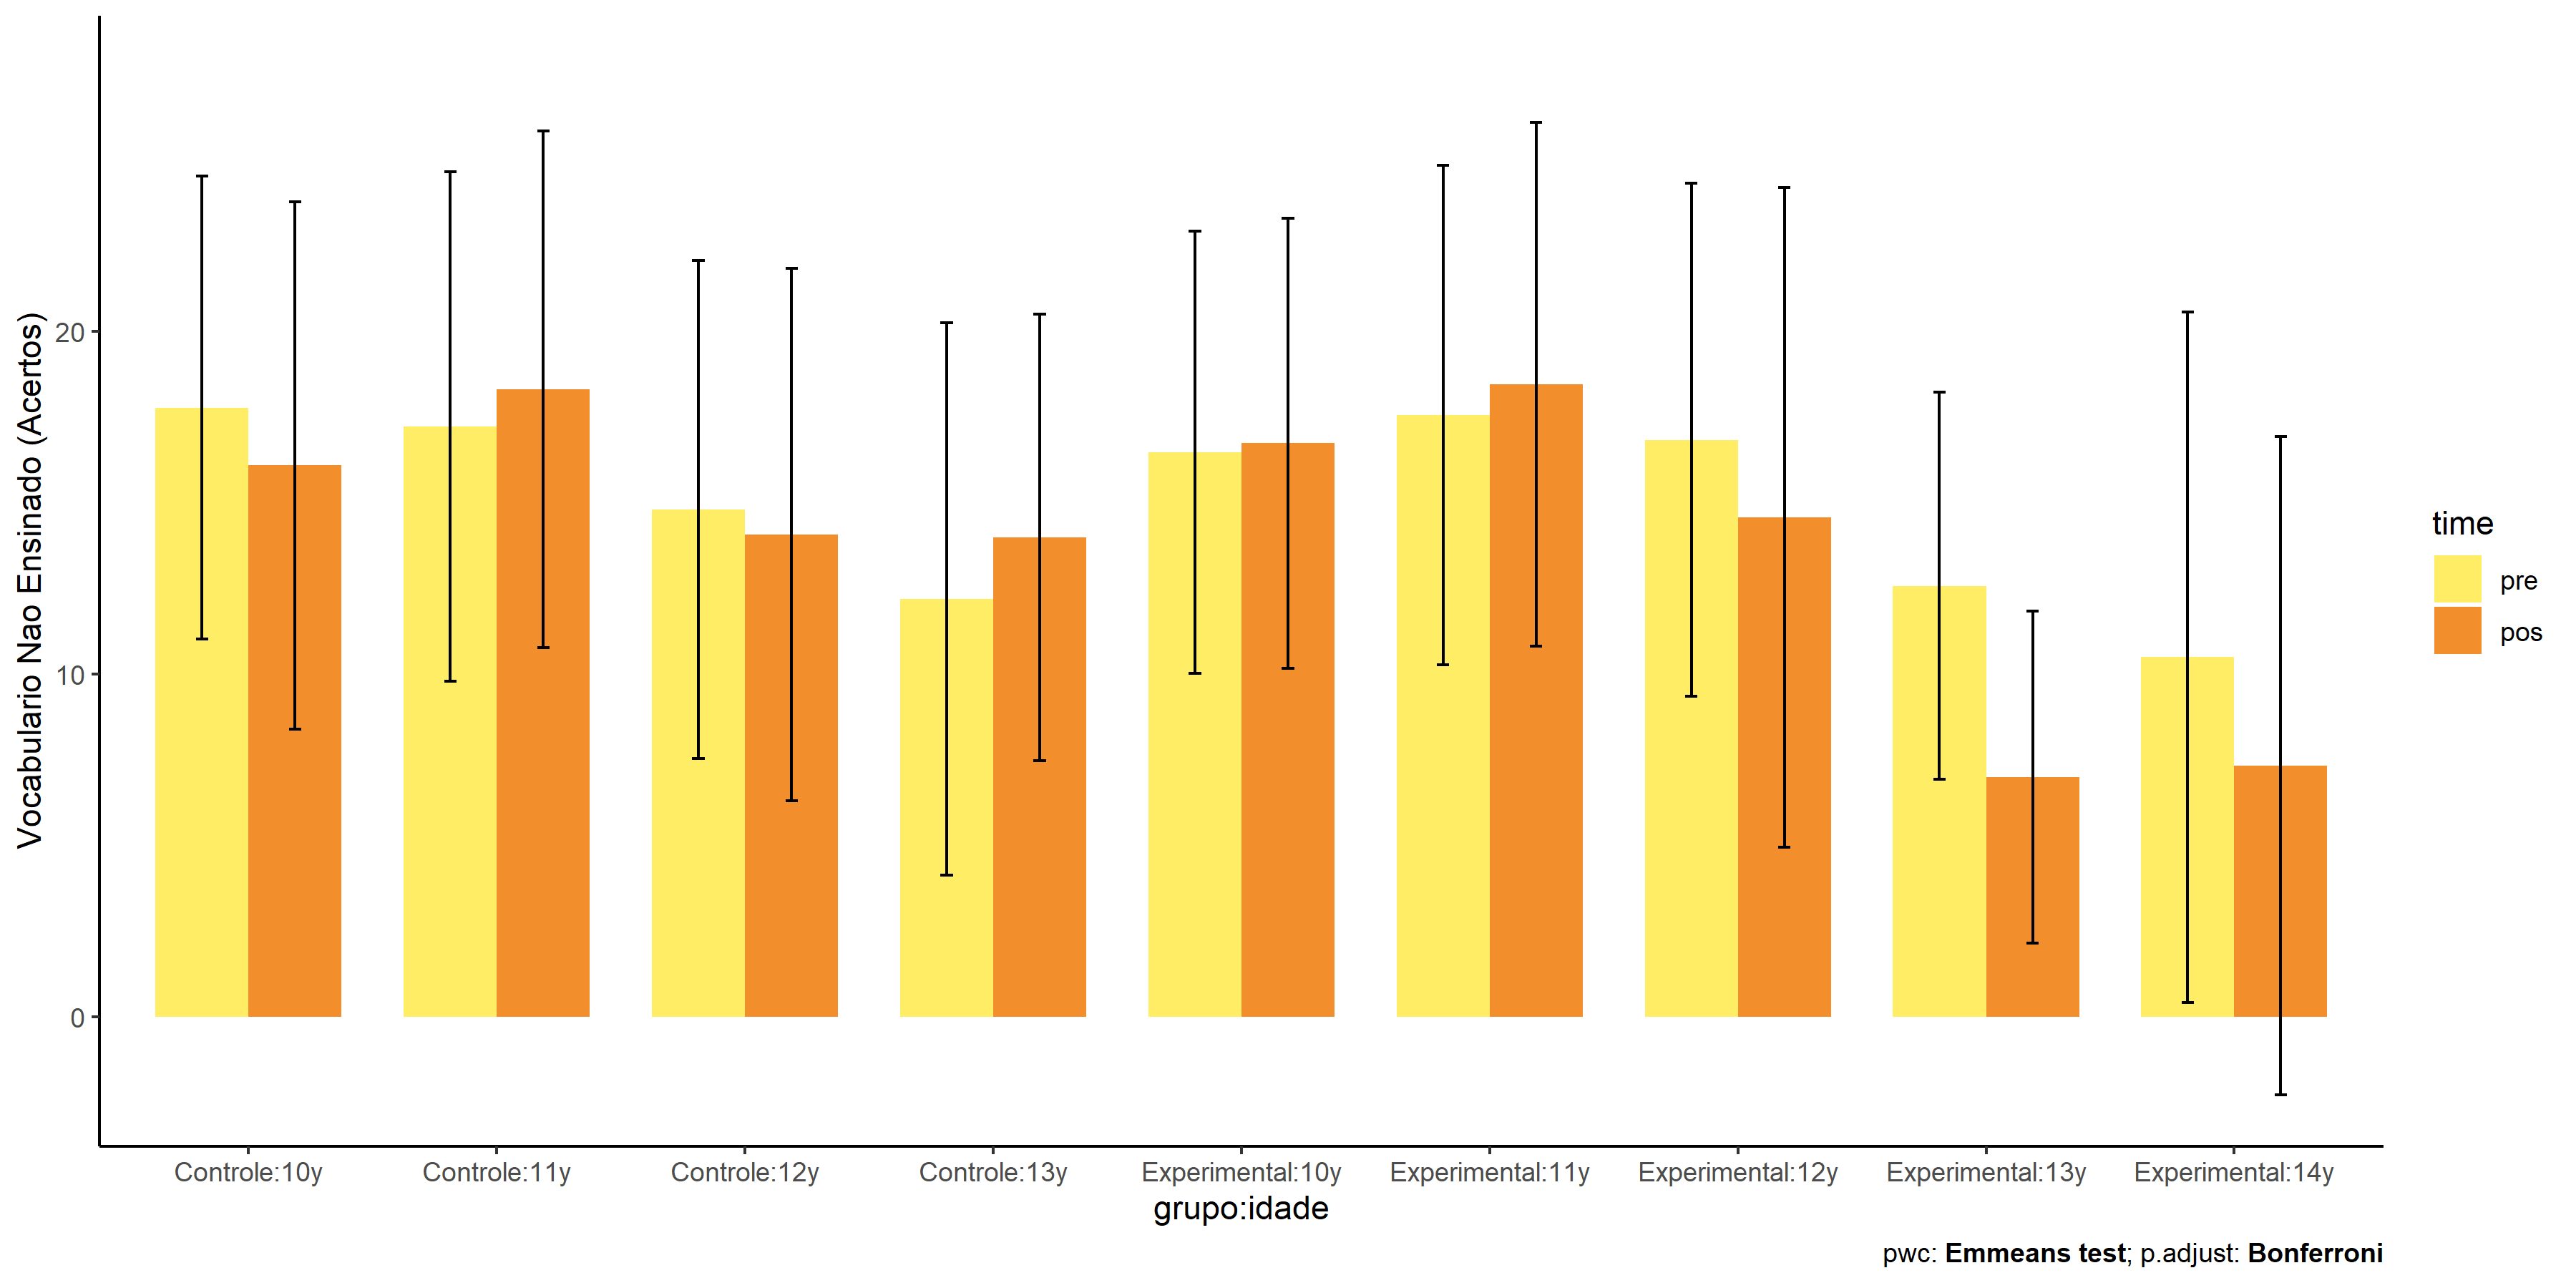 Vocabulario Nao Ensinado (Acertos)
20
10
0
Controle:10y
Controle:11y
Controle:12y
Controle:13y
Experimental:10y
Experimental:11y
Experimental:12y
Experimental:13y
Experimental:14y
grupo:idade
time
pre
pos
pwc: Emmeans test; p.adjust: Bonferroni